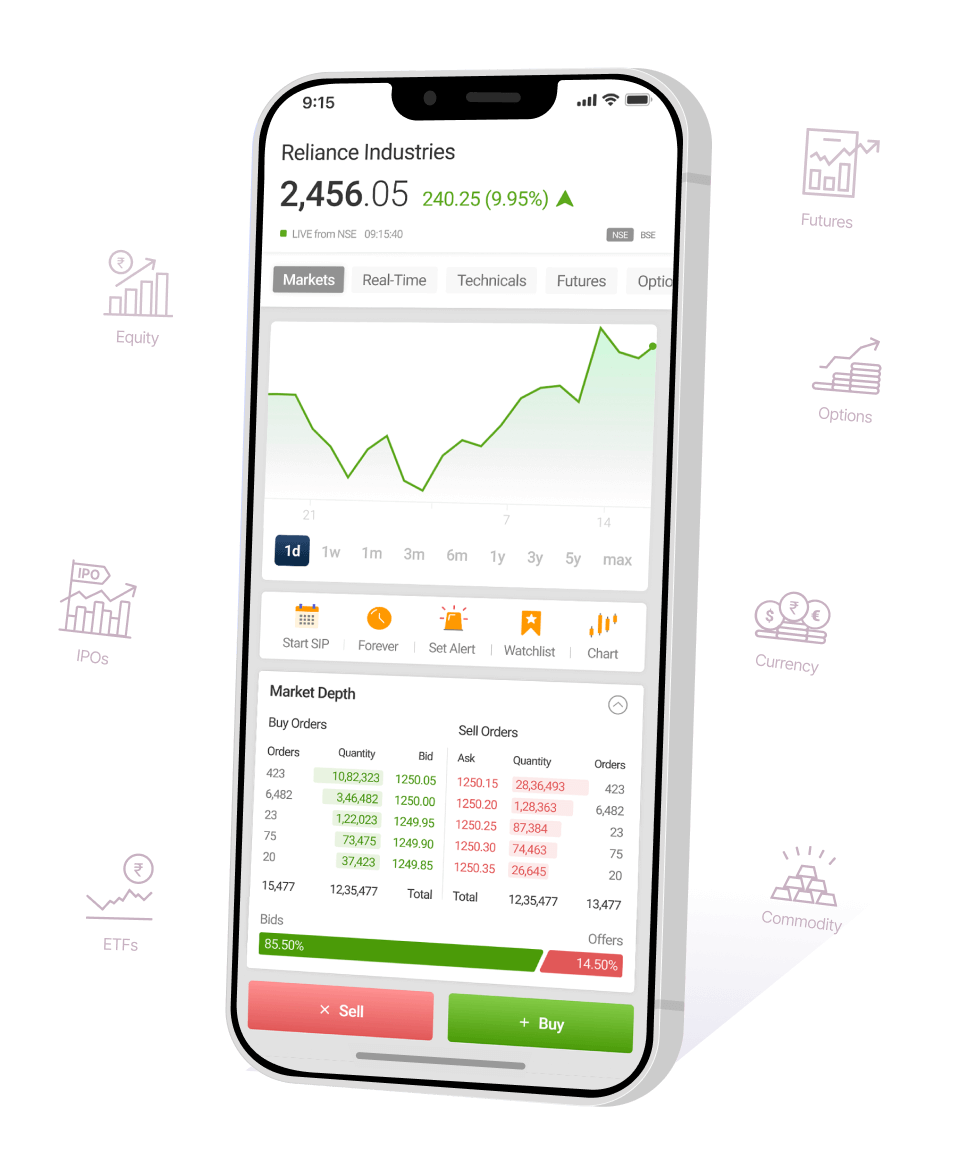 9:15
Reliance Industries
2,456.05 240.25 (9.95%)
LIVE from NSE 09:15:40 NSE BSE
Markets Real-Time Technicals Futures Optio
21 7 14
1d 1w 1m 3m 6m 1y 3y 5y max
Start SIP Forever Set Alert Watchlist Chart
Market Depth
Buy Orders Sell Orders
Orders Quantity Bid Ask Quantity Orders
423 10,82,323 1250.05 1250.15 28,36,493 423
6,482 3,46,482 1250.00 1250.20 1,28,363 6,482
23 1,22,023 1249.95 1250.25 87,384 23
75 73,475 1249.90 1250.30 74,463 75
20 37,423 1249.85 1250.35 26,645 20
15,477 12,35,477 Total Total 12,35,477 13,477
Bids Offers
85.50% 14.50%
× Sell + Buy
₹
Equity
IPO
IPOs
₹
ETFs
Futures
Options
$ ₹ €
Currency
Commodity